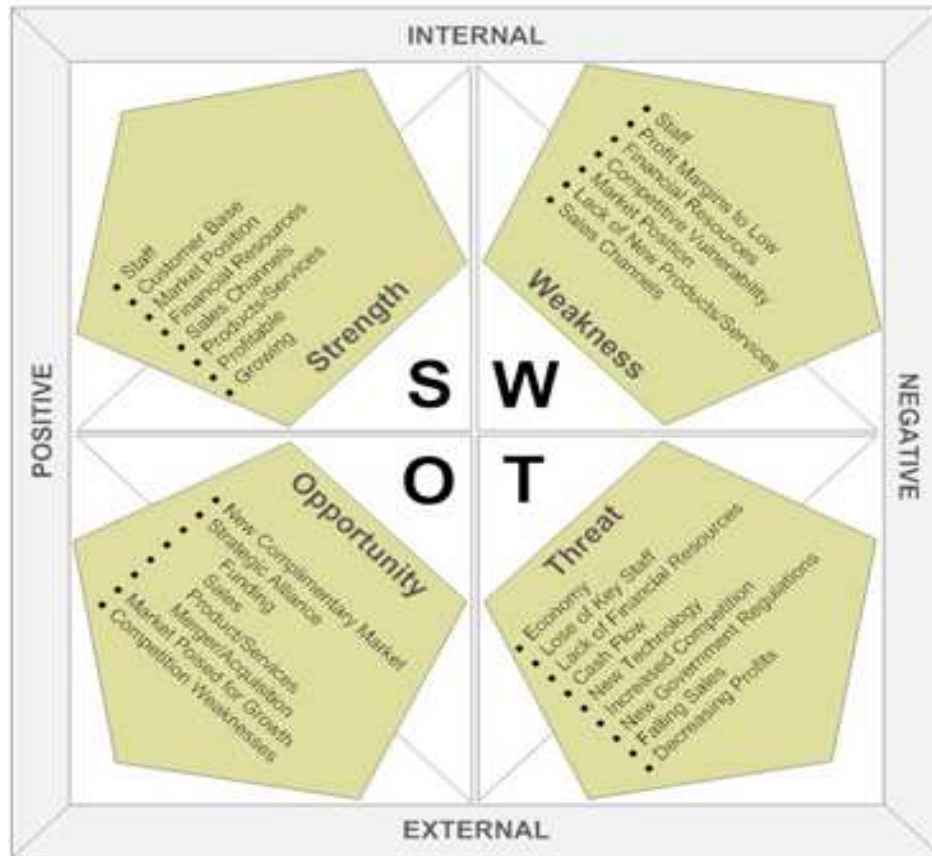 INTERNAL
POSITIVE
NEGATIVE
EXTERNAL
S W
O T
Strength
• Staff
• Customer Base
• Market Position
• Financial Resources
• Sales Channels
• Products/Services
• Profitable
• Growing
Weakness
• Staff
• Profit Margins to Low
• Financial Resources
• Competitive Vulnerability
• Market Position
• Lack of New Products/Services
• Sales Channels
Opportunity
• New Complimentary Market
• Strategic Alliance
• Funding
• Sales
• Product/Services
• Merger/Acquisition
• Market Poised for Growth
• Competition Weaknesses
Threat
• Economy
• Lose of Key Staff
• Lack of Financial Resources
• Cash Flow
• New Technology
• Increased Competition
• New Government Regulations
• Falling Sales
• Decreasing Profits